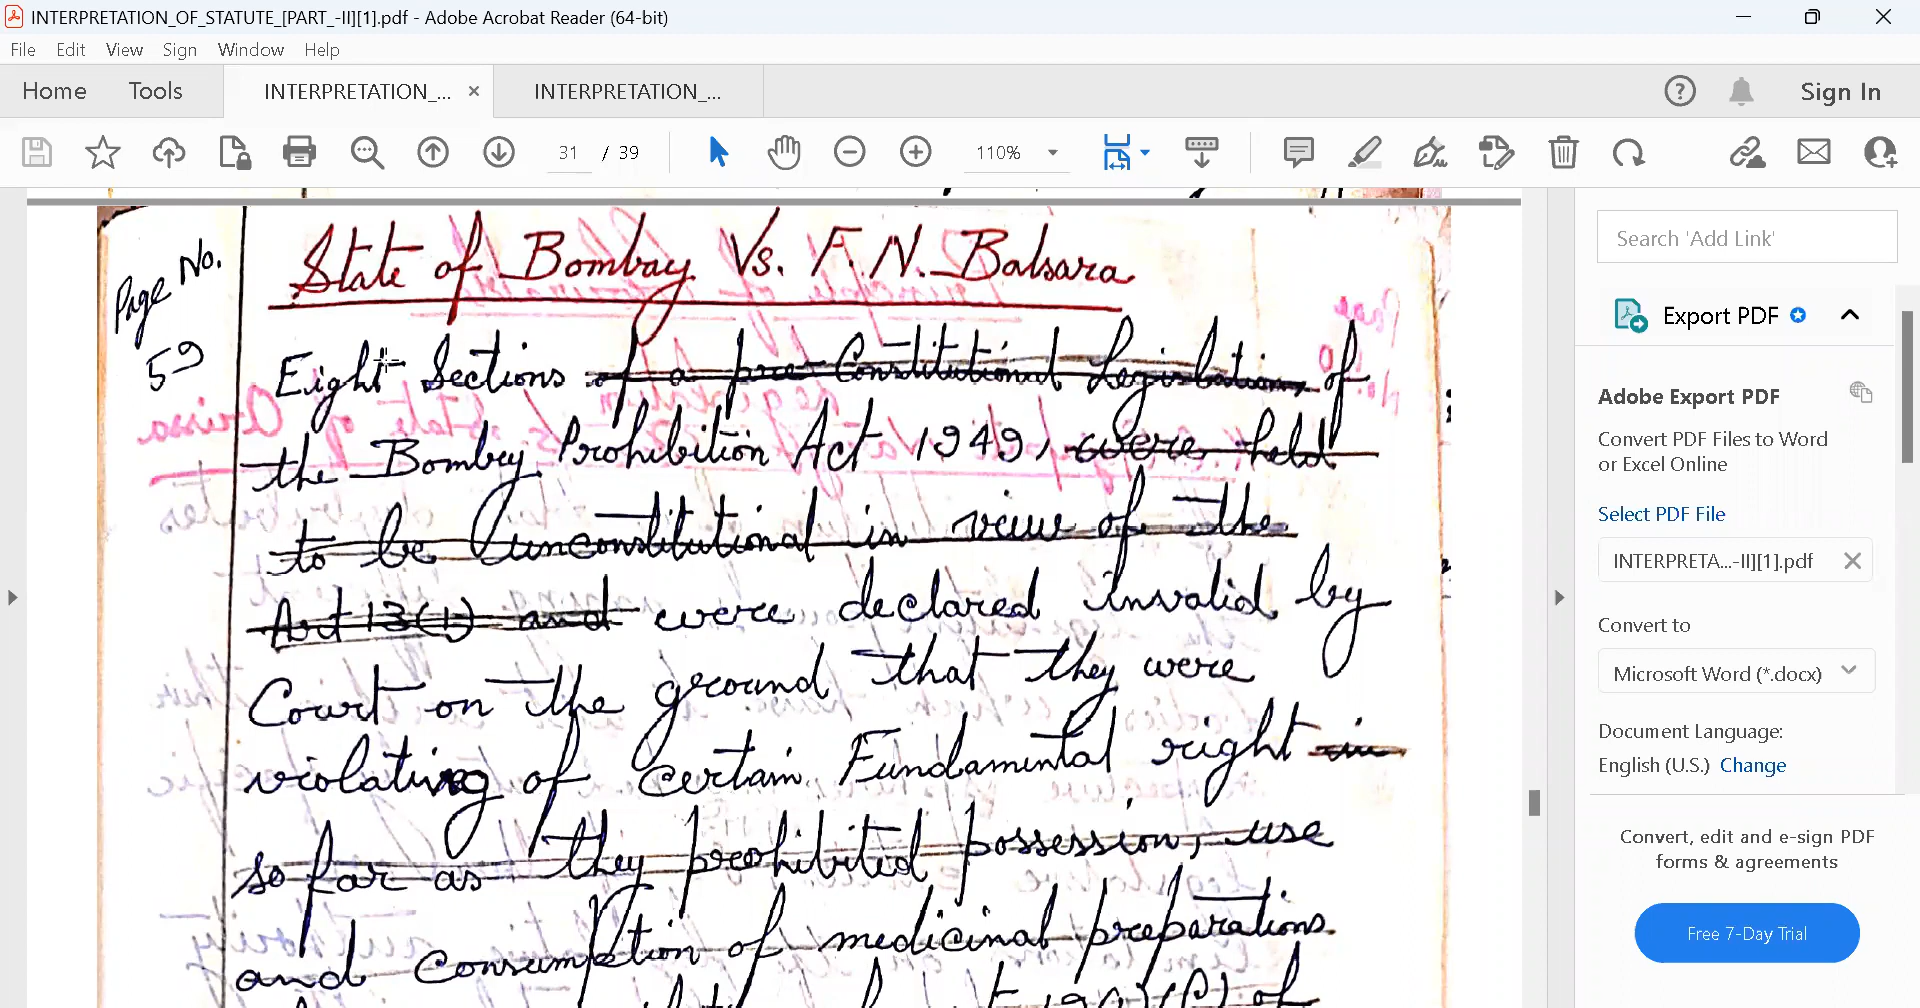 INTERPRETATION_OF_STATUTE_[PART_-II][1].pdf - Adobe Acrobat Reader (64-bit)
File Edit View Sign Window Help
Home Tools INTERPRETATION_... × INTERPRETATION_... Sign In
31 / 39 110%
Page No. 59
State of Bombay Vs. F. N. Balsara
Eight Sections of a pre Constitutional Legislation, of
the Bombay Prohibition Act 1949, were held
to be unconstitutional in view of the
Art 13(1) and were declared invalid by
Court on the ground that they were
violating of certain Fundamental right in
so far as they prohibited possession, use
and consumption of medicinal preparations
Search 'Add Link'
Export PDF
Adobe Export PDF
Convert PDF Files to Word
or Excel Online
Select PDF File
INTERPRETA...-II][1].pdf
Convert to
Microsoft Word (*.docx)
Document Language:
English (U.S.) Change
Convert, edit and e-sign PDF
forms & agreements
Free 7-Day Trial